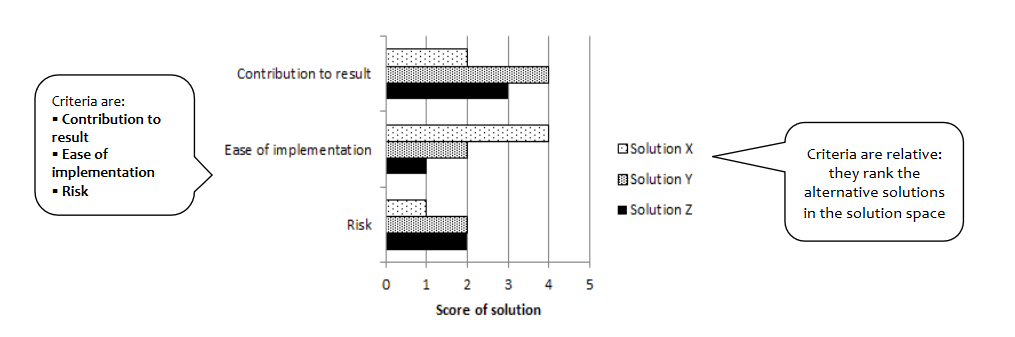 Criteria are:
▪ Contribution to
result
▪ Ease of
implementation
▪ Risk
Contribution to result
Ease of implementation
Risk
0 1 2 3 4 5
Score of solution
Solution X
Solution Y
Solution Z
Criteria are relative:
they rank the
alternative solutions
in the solution space